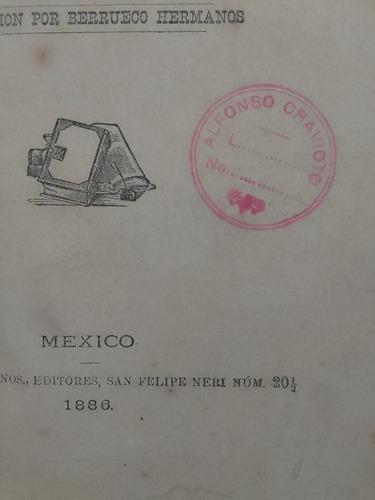 ION POR BERRUECO HERMANOS
ALFONSO CRAVIOTO
L.
No.
MEXICO.
NOS., EDITORES, SAN FELIPE NERI NÚM. 20½
1886.